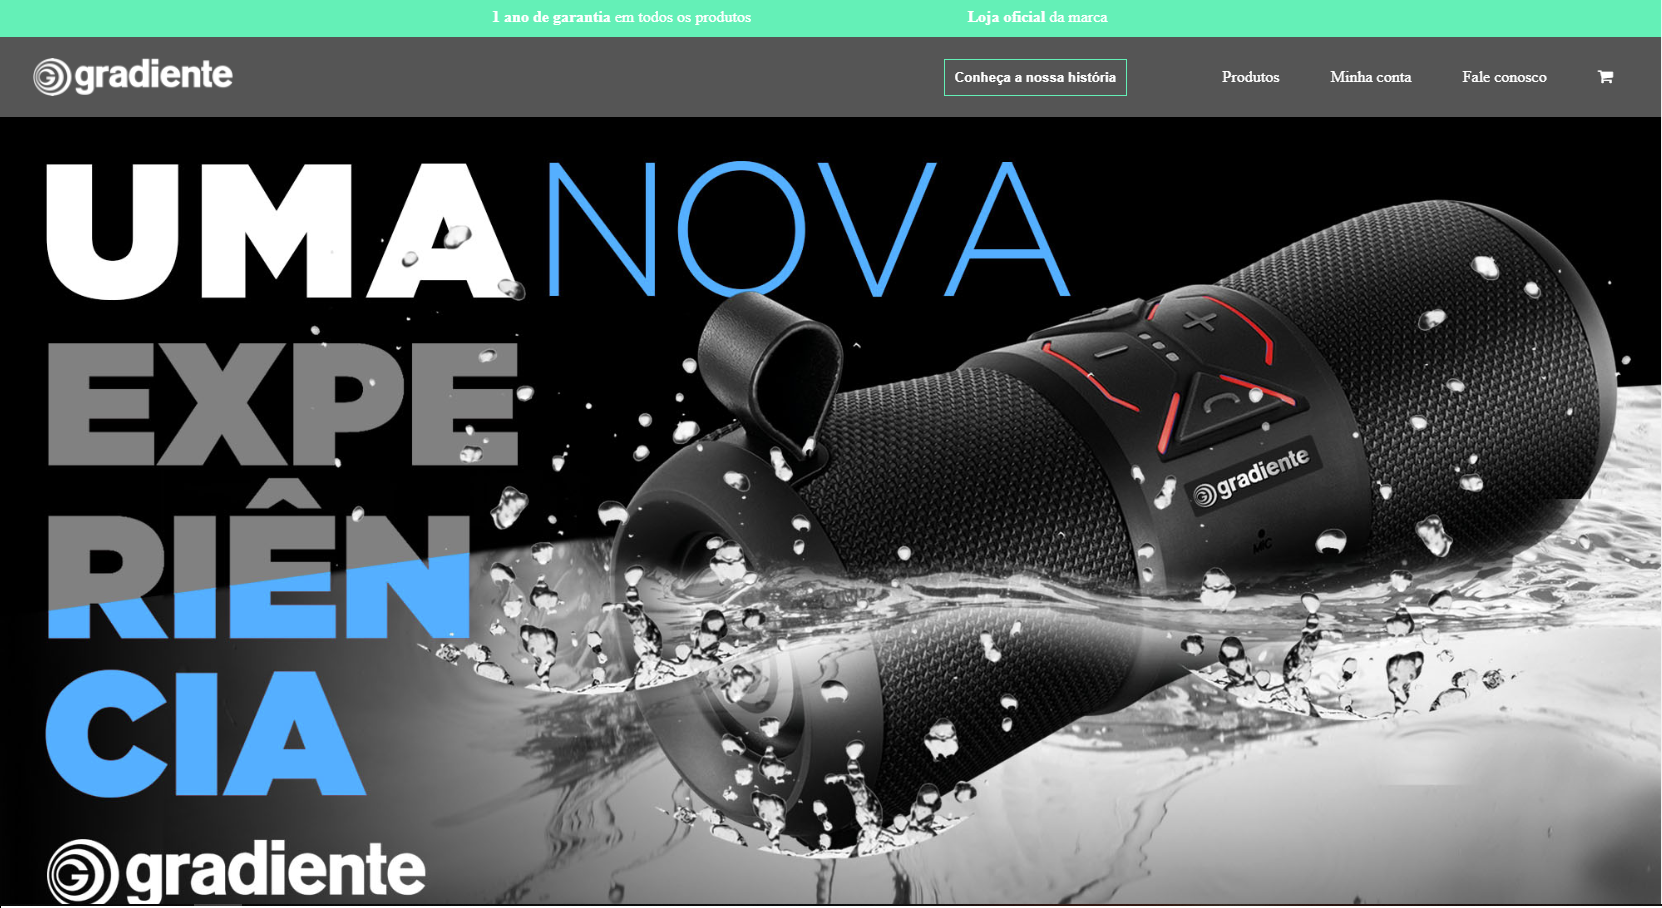 1 ano de garantia em todos os produtos
Loja oficial da marca
gradiente
Conheça a nossa história
Produtos
Minha conta
Fale conosco
UMA NOVA
EXPE
RIÊN
CIA
gradiente
gradiente